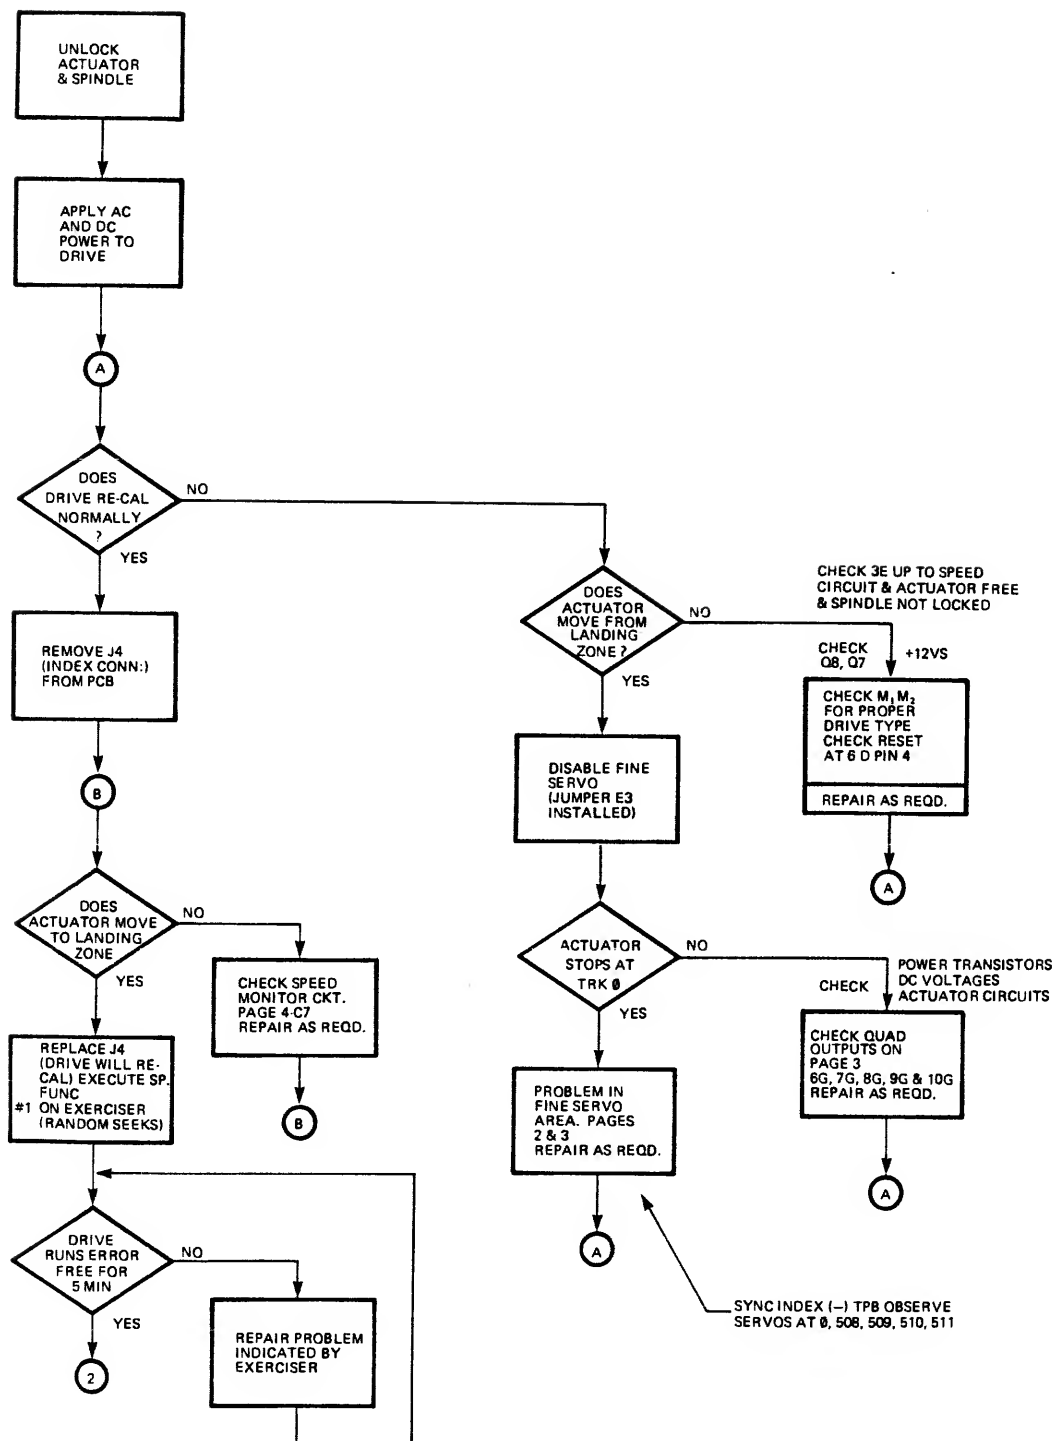 UNLOCK
ACTUATOR
& SPINDLE
APPLY AC
AND DC
POWER TO
DRIVE
A
DOES
DRIVE RE-CAL
NORMALLY
?
NO
YES
REMOVE J4
(INDEX CONN:)
FROM PCB
B
DOES
ACTUATOR MOVE
TO LANDING
ZONE
NO
YES
CHECK SPEED
MONITOR CKT.
PAGE 4-C7
REPAIR AS REQD.
B
REPLACE J4
(DRIVE WILL RE-
CAL) EXECUTE SP.
FUNC
#1 ON EXERCISER
(RANDOM SEEKS)
DRIVE
RUNS ERROR
FREE FOR
5 MIN
NO
YES
2
REPAIR PROBLEM
INDICATED BY
EXERCISER
DOES
ACTUATOR
MOVE FROM
LANDING
ZONE ?
NO
YES
CHECK 3E UP TO SPEED
CIRCUIT & ACTUATOR FREE
& SPINDLE NOT LOCKED
CHECK
Q8, Q7
+12VS
CHECK M₁ M₂
FOR PROPER
DRIVE TYPE
CHECK RESET
AT 6 D PIN 4
REPAIR AS REQD.
A
DISABLE FINE
SERVO
(JUMPER E3
INSTALLED)
ACTUATOR
STOPS AT
TRK 0
NO
YES
CHECK
POWER TRANSISTORS
DC VOLTAGES
ACTUATOR CIRCUITS
CHECK QUAD
OUTPUTS ON
PAGE 3
6G, 7G, 8G, 9G & 10G
REPAIR AS REQD.
A
PROBLEM IN
FINE SERVO
AREA. PAGES
2 & 3
REPAIR AS REQD.
A
SYNC INDEX (–) TPB OBSERVE
SERVOS AT 0, 508, 509, 510, 511